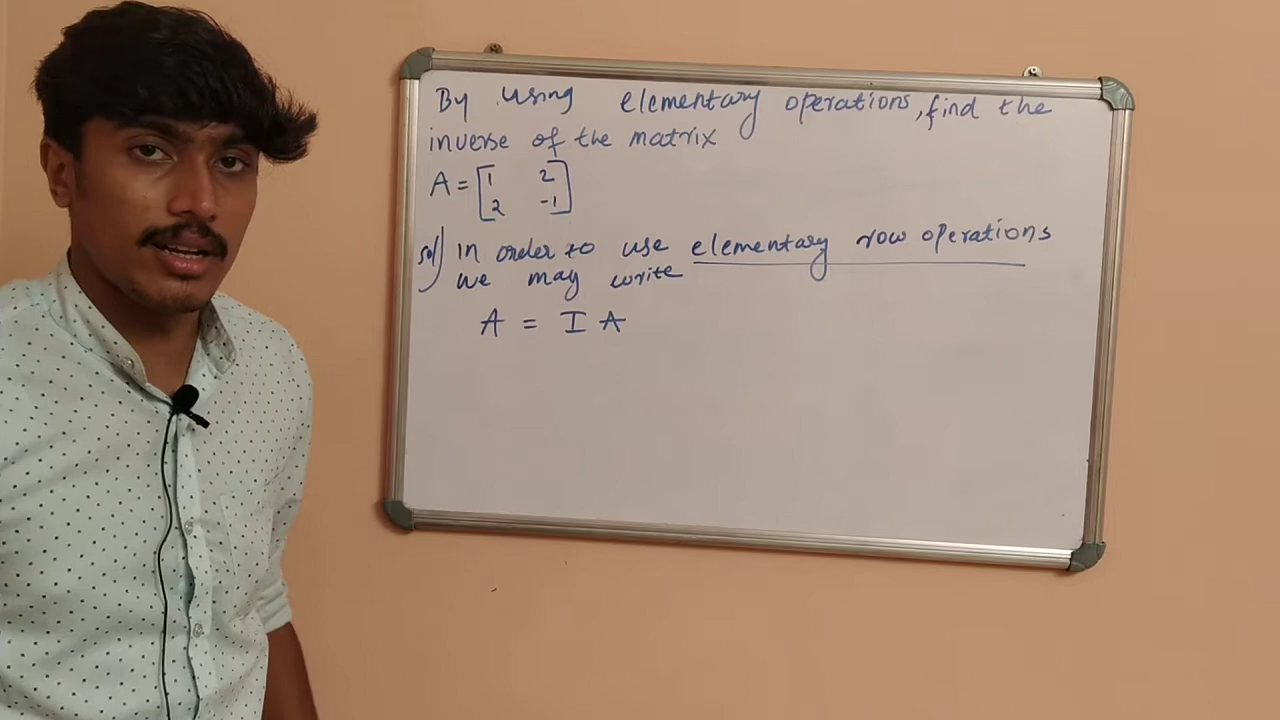 By using elementary operations, find the
inverse of the matrix
A = [1 2
2 -1]
sol) in order to use elementary row operations
we may write
A = I A